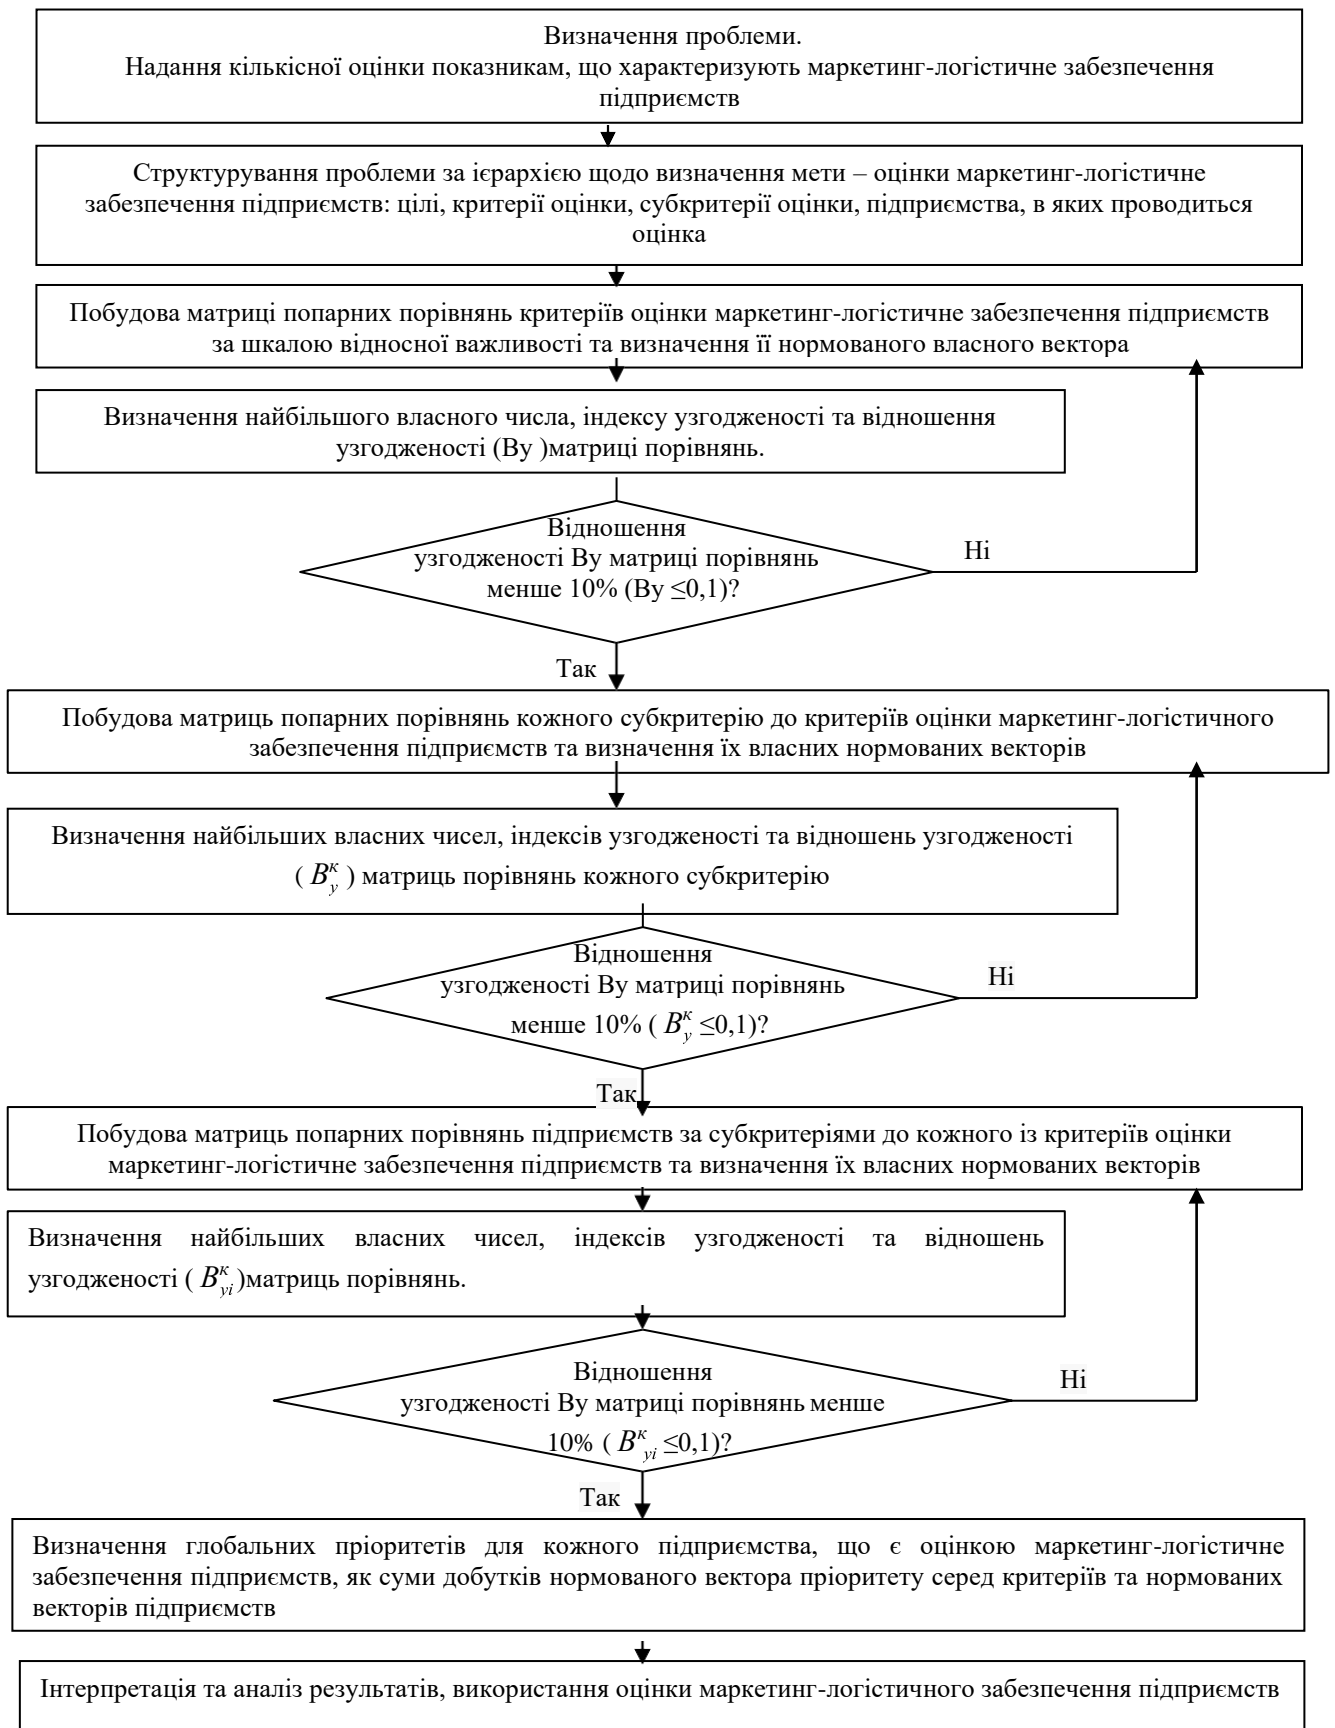 Визначення проблеми.
Надання кількісної оцінки показникам, що характеризують маркетинг-логістичне забезпечення
підприємств
Структурування проблеми за ієрархією щодо визначення мети – оцінки маркетинг-логістичне
забезпечення підприємств: цілі, критерії оцінки, субкритерії оцінки, підприємства, в яких проводиться
оцінка
Побудова матриці попарних порівнянь критеріїв оцінки маркетинг-логістичне забезпечення підприємств
за шкалою відносної важливості та визначення її нормованого власного вектора
Визначення найбільшого власного числа, індексу узгодженості та відношення
узгодженості (Ву )матриці порівнянь.
Відношення
узгодженості Ву матриці порівнянь
менше 10% (Ву ≤0,1)?
Ні
Так
Побудова матриць попарних порівнянь кожного субкритерію до критеріїв оцінки маркетинг-логістичного
забезпечення підприємств та визначення їх власних нормованих векторів
Визначення найбільших власних чисел, індексів узгодженості та відношень узгодженості
( B_y^к ) матриць порівнянь кожного субкритерію
Відношення
узгодженості Ву матриці порівнянь
менше 10% ( B_y^к ≤0,1)?
Ні
Так
Побудова матриць попарних порівнянь підприємств за субкритеріями до кожного із критеріїв оцінки
маркетинг-логістичне забезпечення підприємств та визначення їх власних нормованих векторів
Визначення найбільших власних чисел, індексів узгодженості та відношень
узгодженості ( B_yi^к )матриць порівнянь.
Відношення
узгодженості Ву матриці порівнянь менше
10% ( B_yi^к ≤0,1)?
Ні
Так
Визначення глобальних пріоритетів для кожного підприємства, що є оцінкою маркетинг-логістичне
забезпечення підприємств, як суми добутків нормованого вектора пріоритету серед критеріїв та нормованих
векторів підприємств
Інтерпретація та аналіз результатів, використання оцінки маркетинг-логістичного забезпечення підприємств